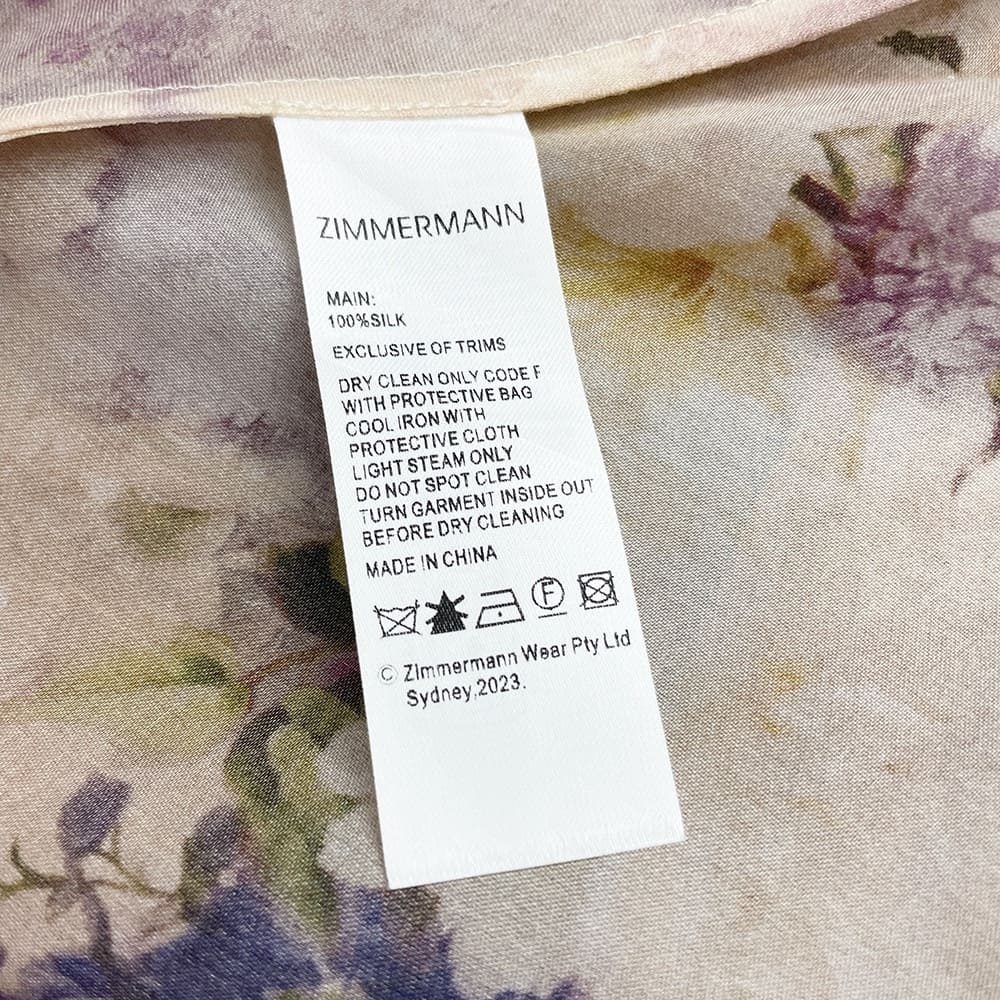 ZIMMERMANN
MAIN:
100%SILK
EXCLUSIVE OF TRIMS
DRY CLEAN ONLY CODE F
WITH PROTECTIVE BAG
COOL IRON WITH
PROTECTIVE CLOTH
LIGHT STEAM ONLY
DO NOT SPOT CLEAN
TURN GARMENT INSIDE OUT
BEFORE DRY CLEANING
MADE IN CHINA
F
© Zimmermann Wear Pty Ltd
Sydney,2023.